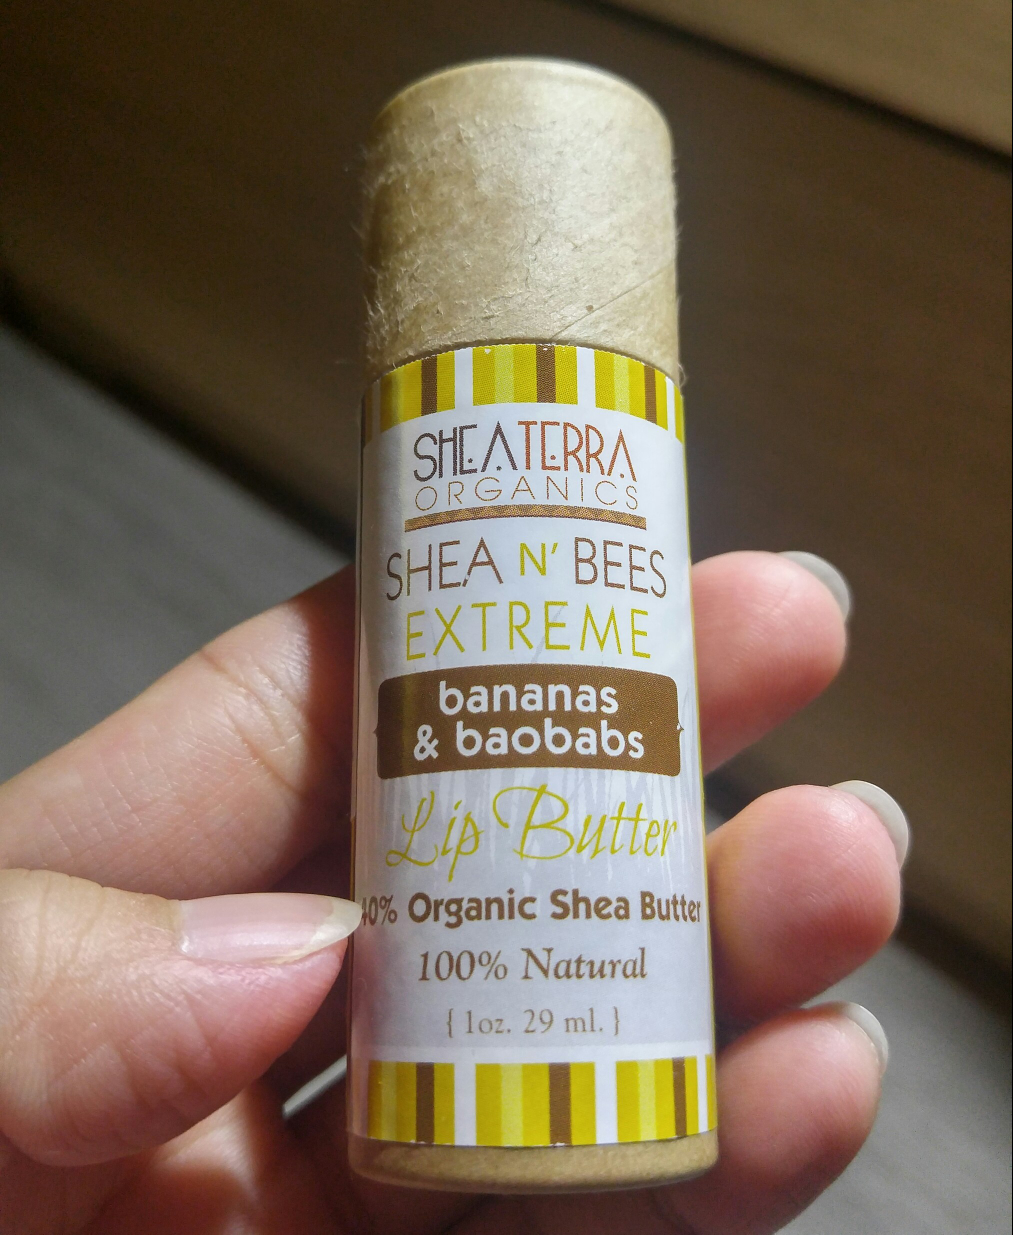 SHEATERRA
ORGANICS
SHEA N' BEES
EXTREME
bananas
& baobabs
Lip Butter
40% Organic Shea Butter
100% Natural
{ 1oz. 29 ml. }